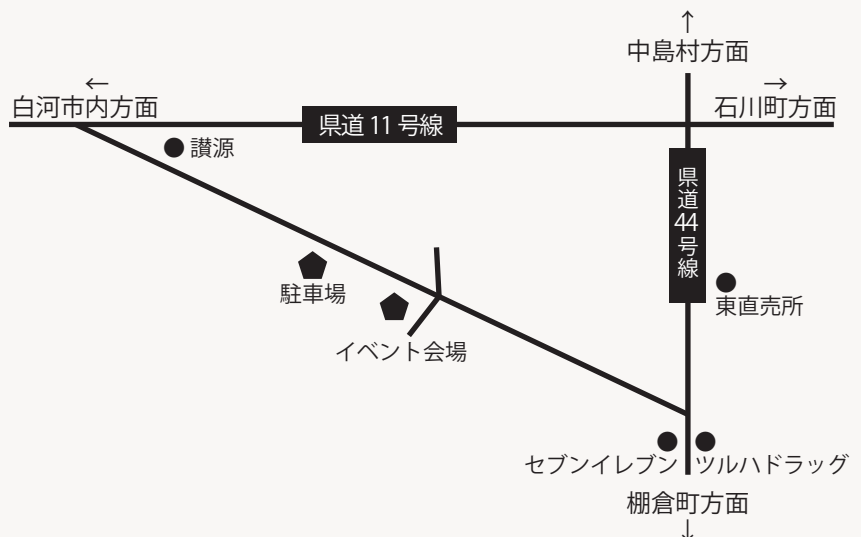 ↑
中島村方面
←
白河市内方面
→
石川町方面
県道 11 号線
讃源
県道44号線
駐車場
東直売所
イベント会場
セブンイレブン
ツルハドラッグ
棚倉町方面
↓